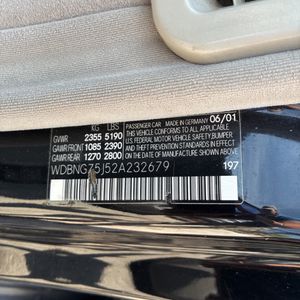 KG LBS
GVWR 2355 5190
GAWR FRONT 1085 2390
GAWR REAR 1270 2800
PASSENGER CAR 06/01
MADE IN GERMANY
THIS VEHICLE CONFORMS TO ALL
APPLICABLE U.S. FEDERAL MOTOR
VEHICLE SAFETY, BUMPER, AND
THEFT PREVENTION STANDARDS IN
EFFECT ON THE DATE OF
MANUFACTURE SHOWN ABOVE
WDBNG75J52A232679
197